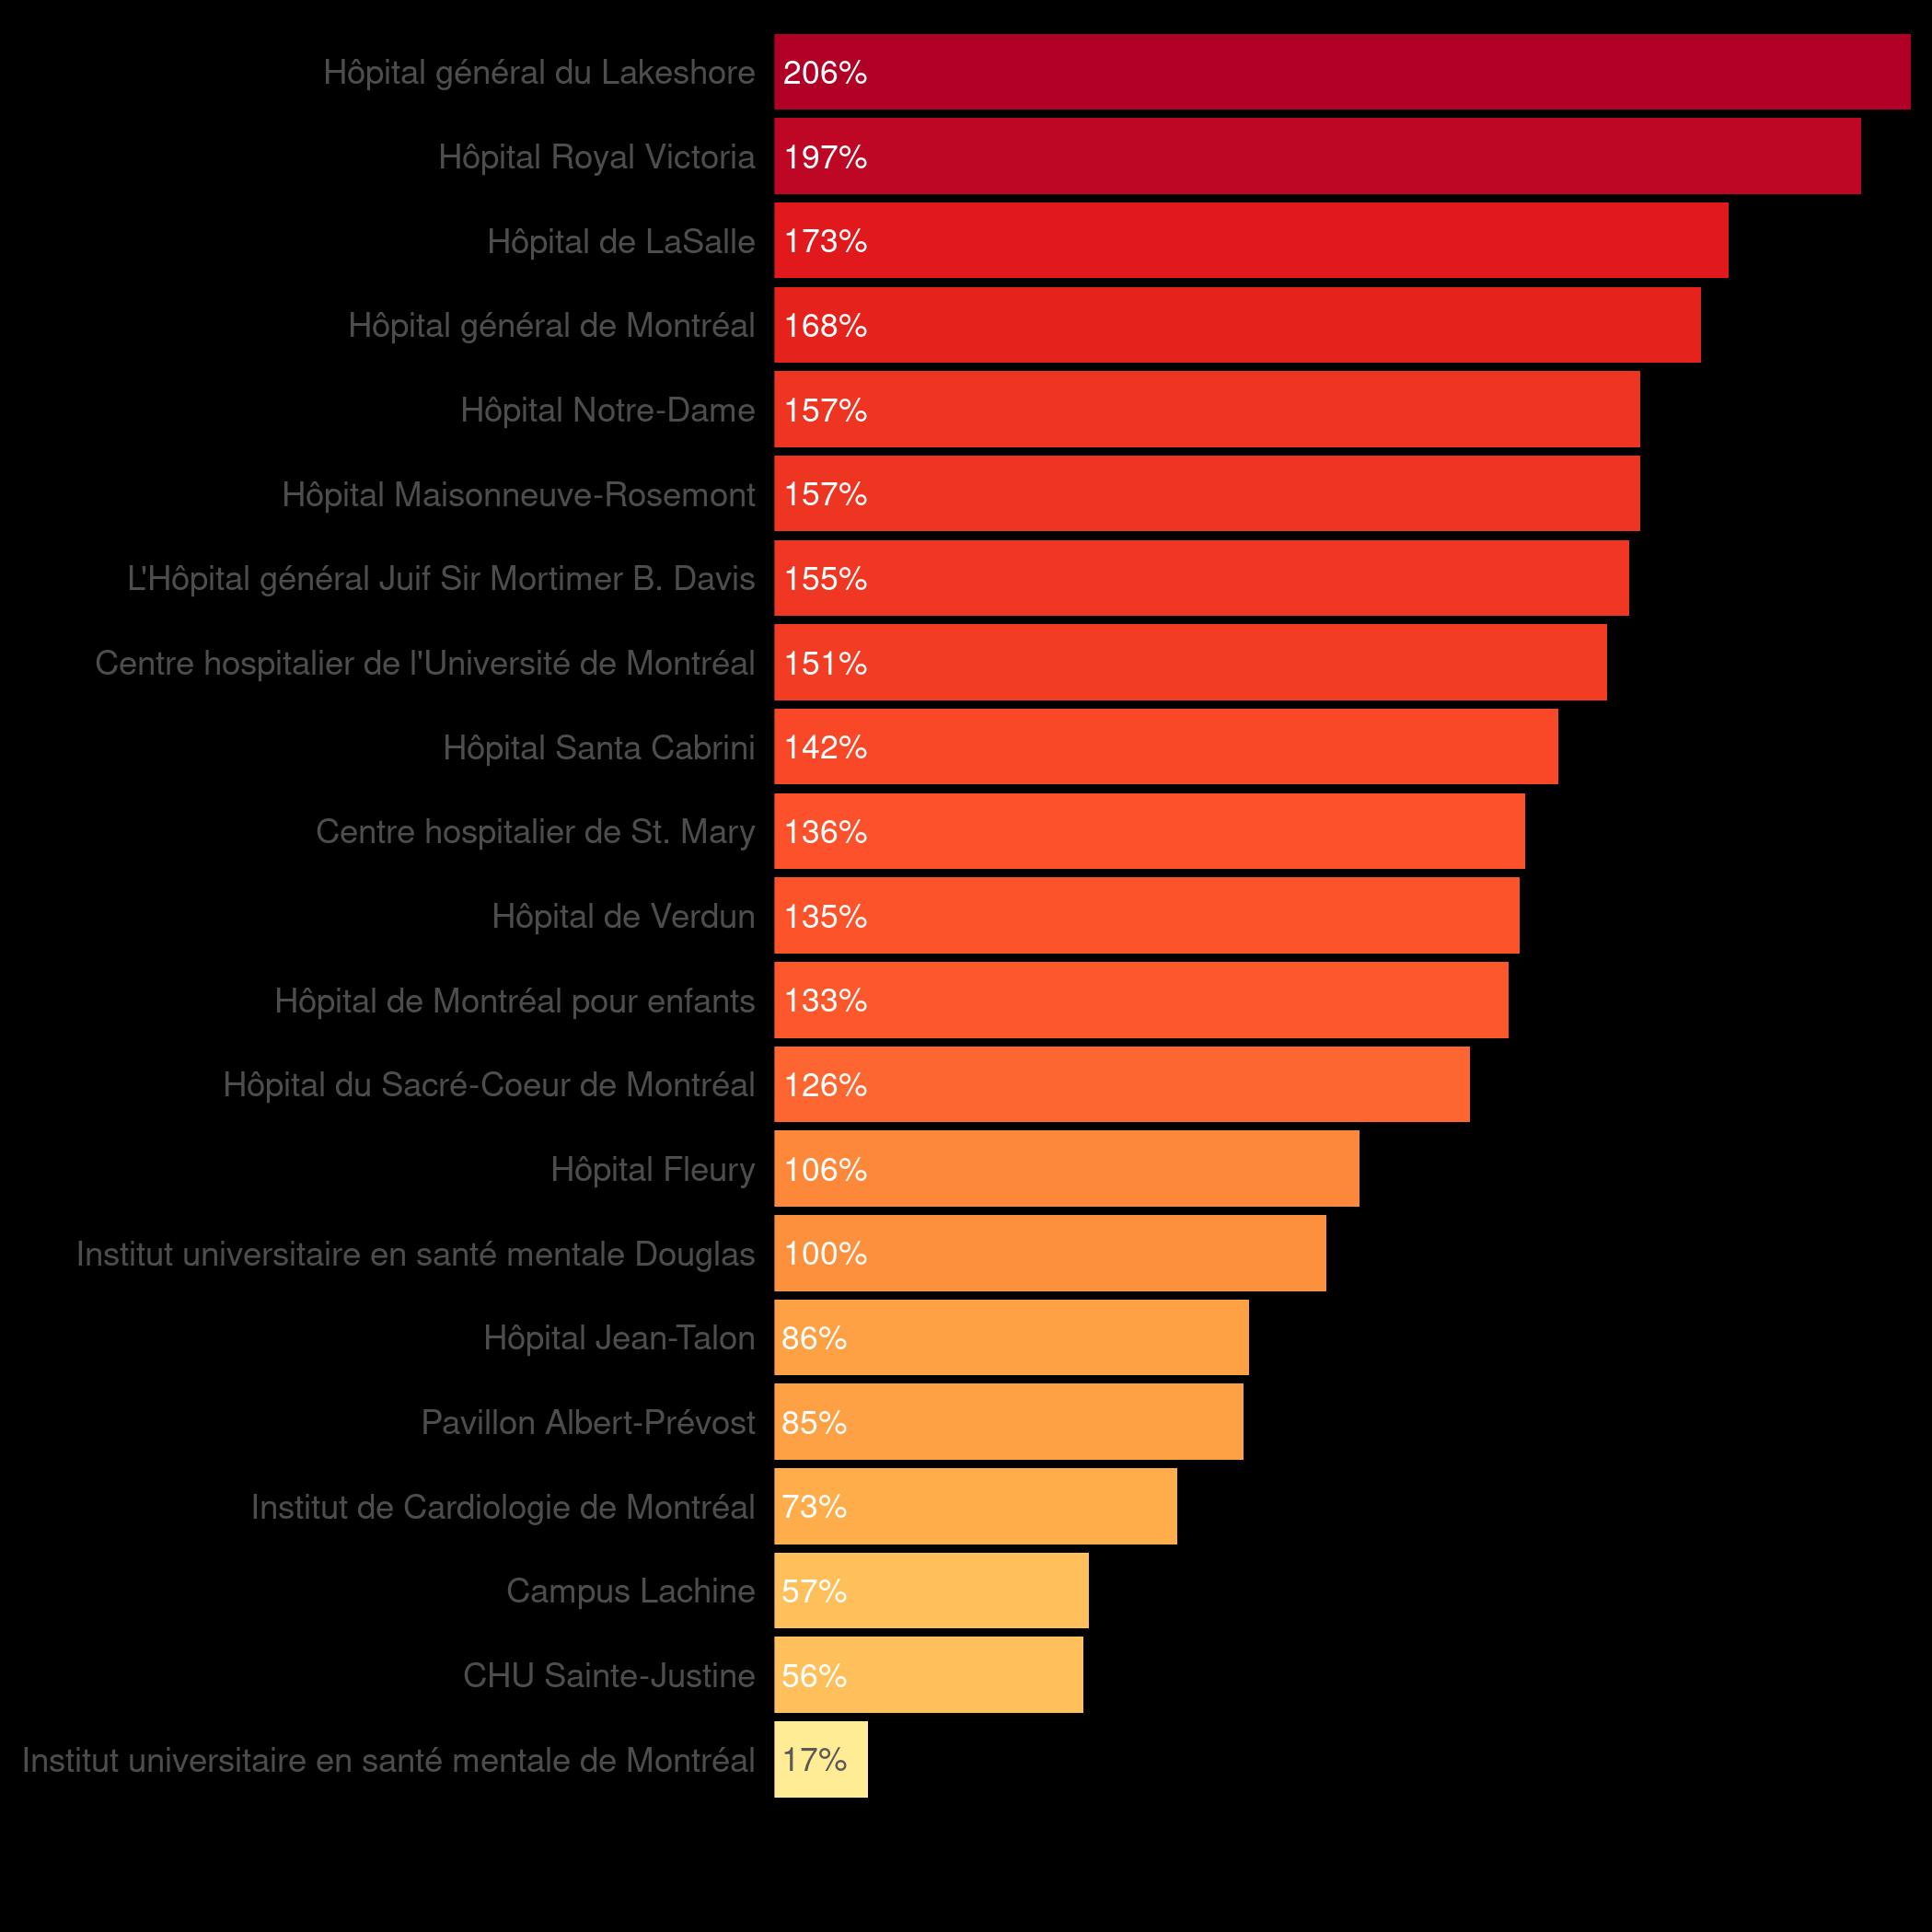 Hôpital général du Lakeshore 206%
Hôpital Royal Victoria 197%
Hôpital de LaSalle 173%
Hôpital général de Montréal 168%
Hôpital Notre-Dame 157%
Hôpital Maisonneuve-Rosemont 157%
L'Hôpital général Juif Sir Mortimer B. Davis 155%
Centre hospitalier de l'Université de Montréal 151%
Hôpital Santa Cabrini 142%
Centre hospitalier de St. Mary 136%
Hôpital de Verdun 135%
Hôpital de Montréal pour enfants 133%
Hôpital du Sacré-Coeur de Montréal 126%
Hôpital Fleury 106%
Institut universitaire en santé mentale Douglas 100%
Hôpital Jean-Talon 86%
Pavillon Albert-Prévost 85%
Institut de Cardiologie de Montréal 73%
Campus Lachine 57%
CHU Sainte-Justine 56%
Institut universitaire en santé mentale de Montréal 17%